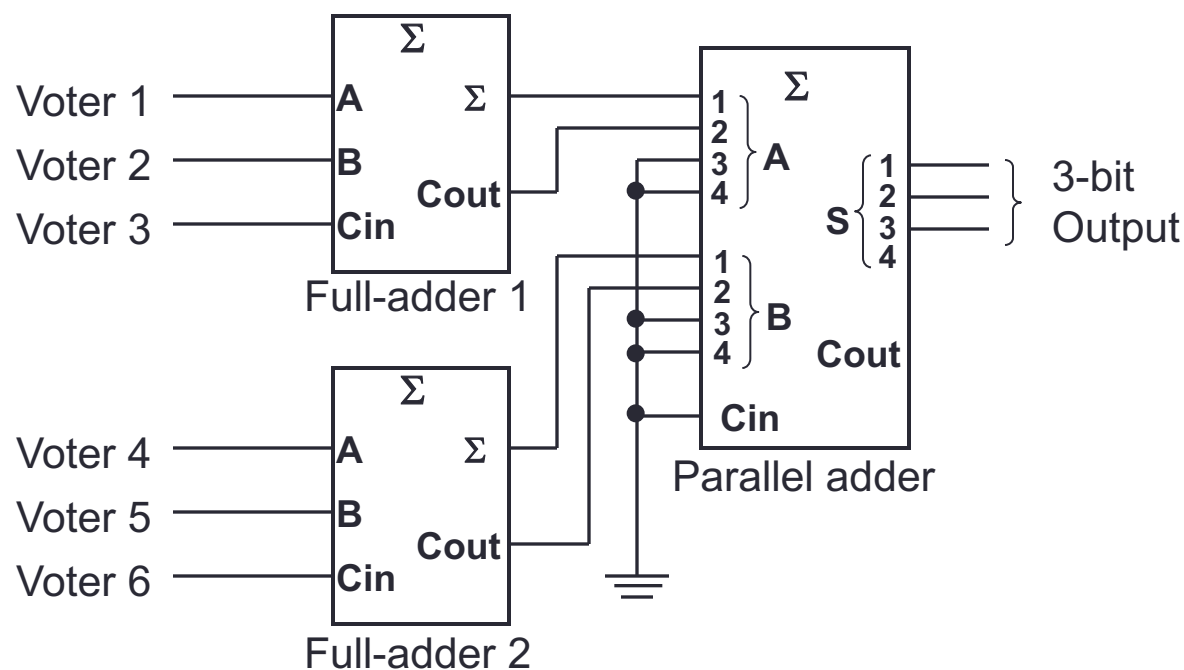 Σ
Voter 1
A
Σ
Voter 2
B
Cout
Voter 3
Cin
Full-adder 1
Σ
Voter 4
A
Σ
Voter 5
B
Cout
Voter 6
Cin
Full-adder 2
Σ
1
2
3
4
A
1
2
3
4
B
Cin
S
1
2
3
4
Cout
Parallel adder
3-bit
Output